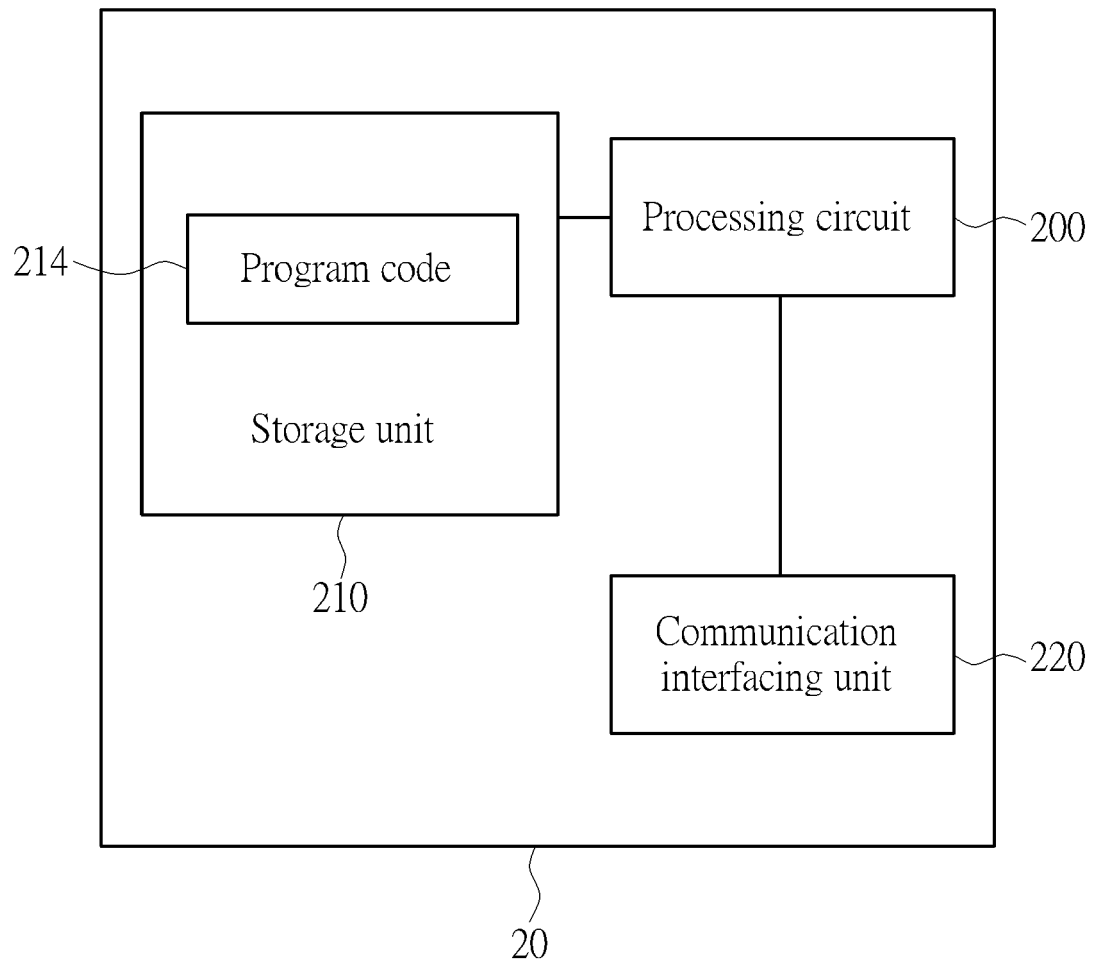 Processing circuit
200
214
Program code
Storage unit
210
Communication
interfacing unit
220
20